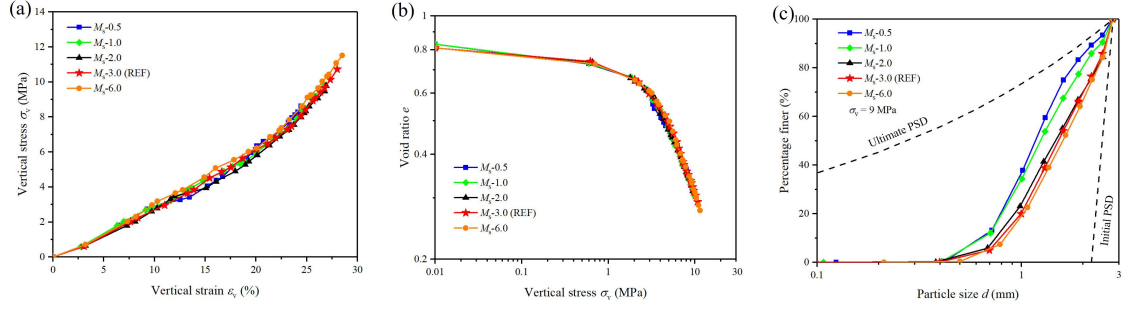 (a)
14
12
10
8
6
4
2
0
0
5
10
15
20
25
30
Vertical stress σv (MPa)
Vertical strain εv (%)
Ms-0.5
Ms-1.0
Ms-2.0
Ms-3.0 (REF)
Ms-6.0
(b)
1
0.8
0.6
0.4
0.2
0.01
0.1
1
10
30
Void ratio e
Vertical stress σv (MPa)
Ms-0.5
Ms-1.0
Ms-2.0
Ms-3.0 (REF)
Ms-6.0
(c)
100
80
60
40
20
0
0.1
1
3
Percentage finer (%)
Particle size d (mm)
Ms-0.5
Ms-1.0
Ms-2.0
Ms-3.0 (REF)
Ms-6.0
σv = 9 MPa
Ultimate PSD
Initial PSD